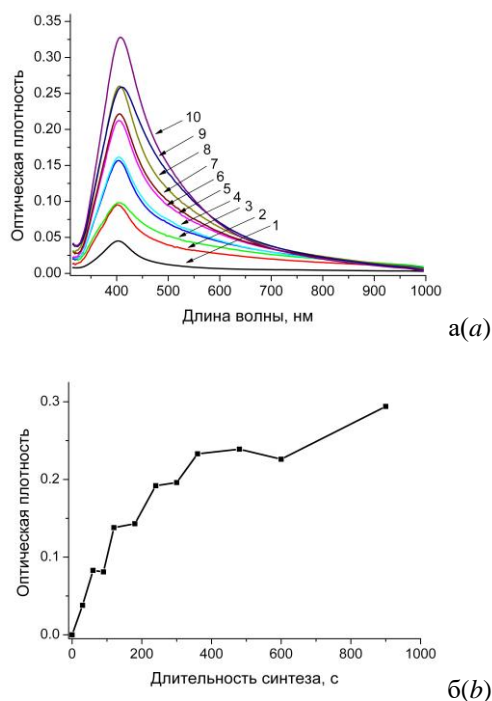 0.35
0.30
0.25
0.20
0.15
0.10
0.05
0.00
Оптическая плотность
10
9
8
7
6
5
4
3
2
1
400 500 600 700 800 900 1000
Длина волны, нм
а(a)
0.3
0.2
0.1
0.0
Оптическая плотность
0 200 400 600 800 1000
Длительность синтеза, с
б(b)